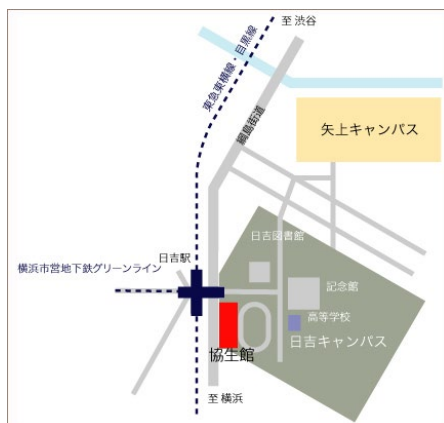 至 渋谷
東急東横線・目黒線
綱島街道
矢上キャンパス
日吉図書館
日吉駅
横浜市営地下鉄グリーンライン
記念館
高等学校
日吉キャンパス
協生館
至 横浜